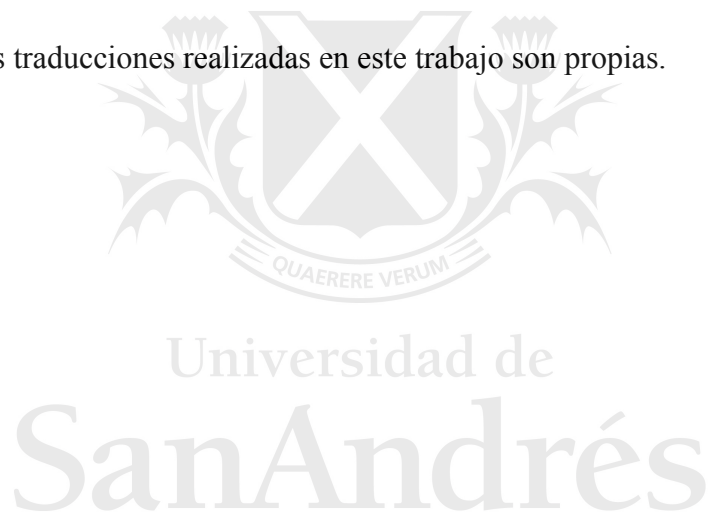 s traducciones realizadas en este trabajo son propias.
QUAERERE VERUM
Universidad de
SanAndrés